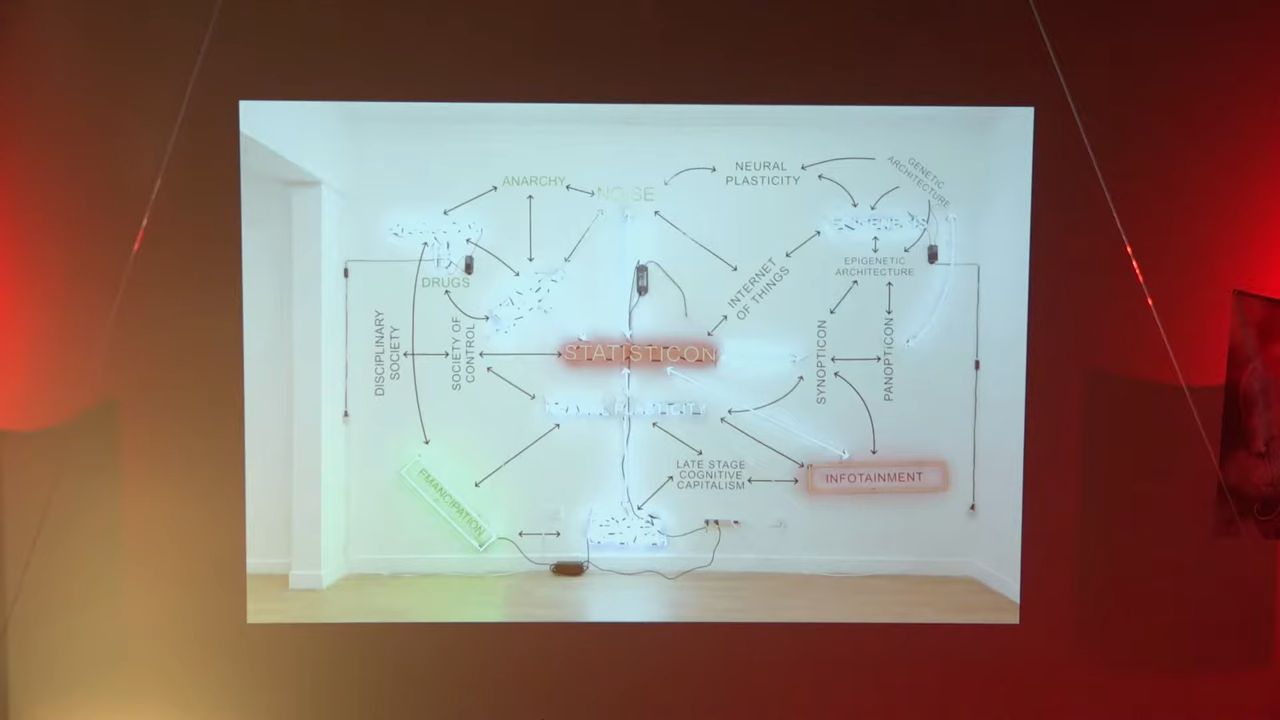 NEURAL
PLASTICITY
GENETIC
ARCHITECTURE
ANARCHY
NOISE
DRUGS
EPIGENETIC
ARCHITECTURE
INTERNET
OF THINGS
DISCIPLINARY
SOCIETY
SOCIETY OF
CONTROL
STATISTICON
SYNOPTICON
PANOPTICON
PLASTICITY
LATE STAGE
COGNITIVE
CAPITALISM
INFOTAINMENT
EMANCIPATION